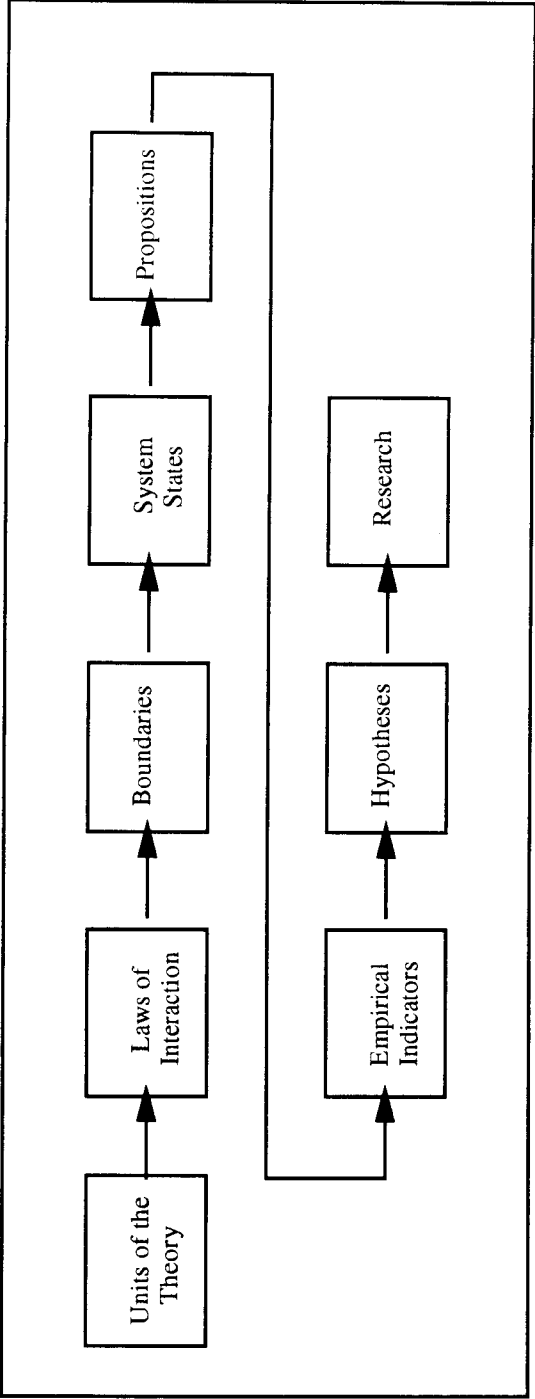 Units of the
Theory
Laws of
Interaction
Boundaries
System
States
Propositions
Empirical
Indicators
Hypotheses
Research